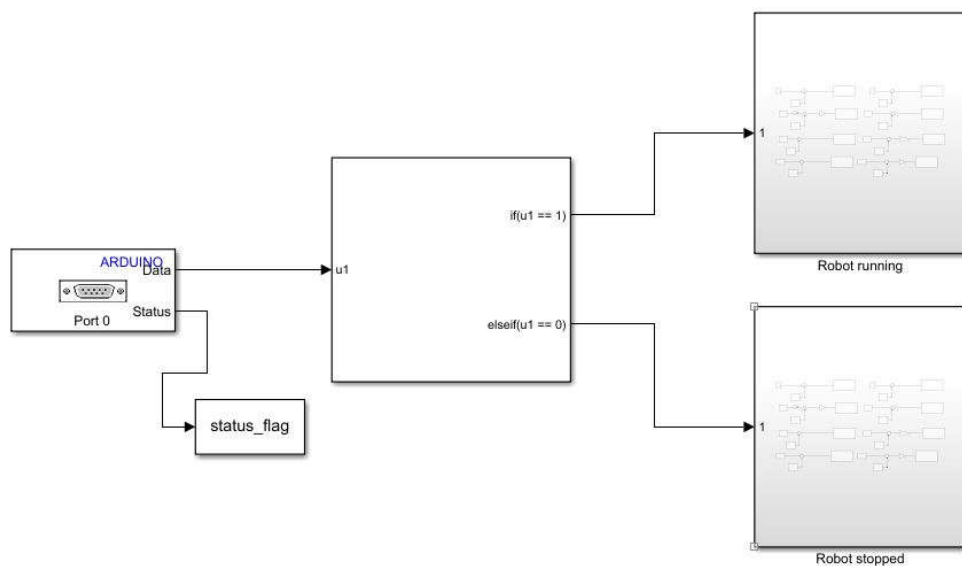 ARDUINO
Data
Status
Port 0
status_flag
u1
if(u1 == 1)
elseif(u1 == 0)
1
Robot running
1
Robot stopped